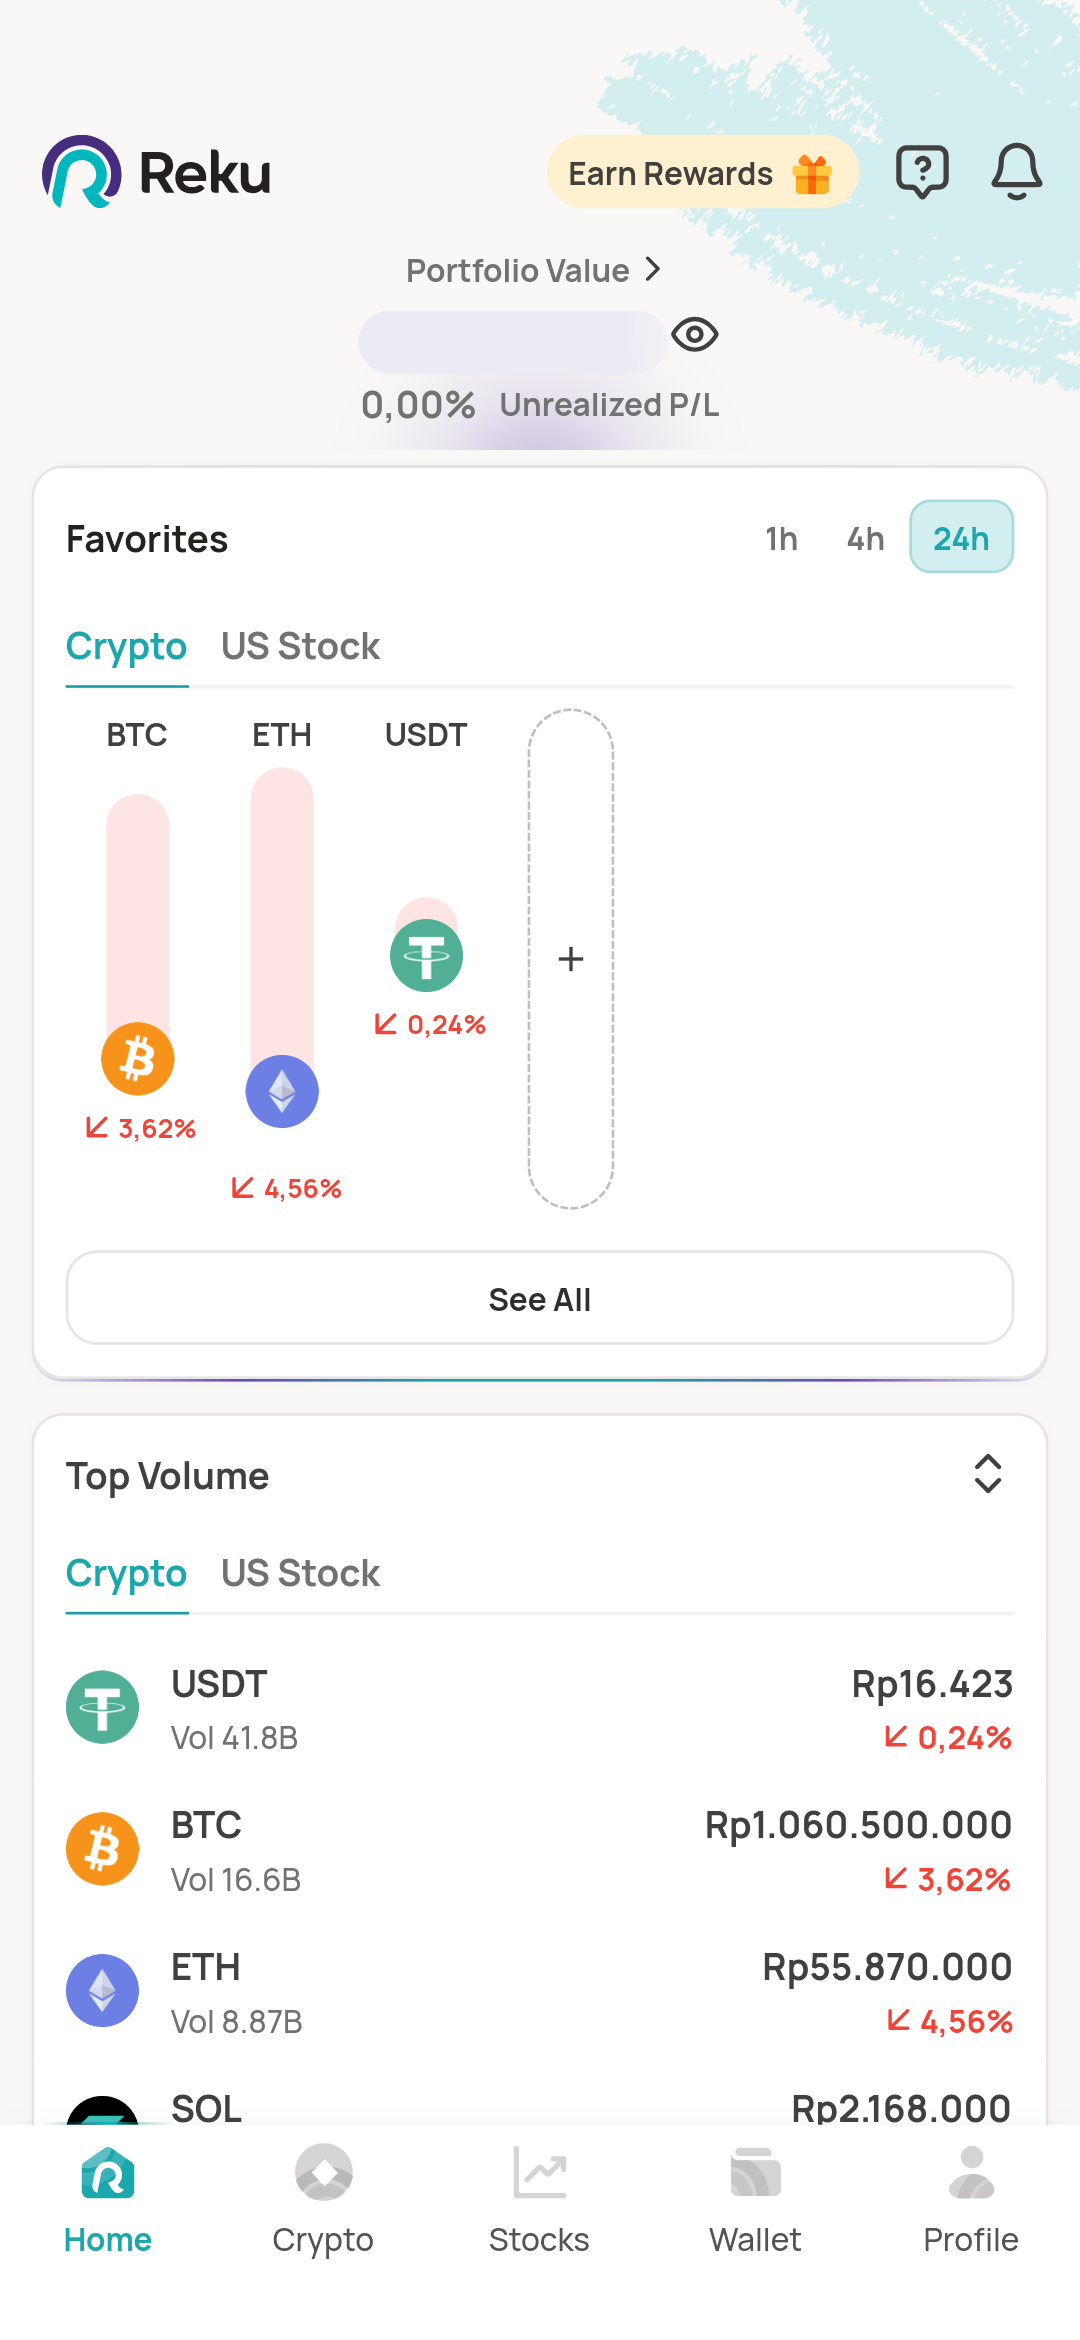 Reku
Earn Rewards
Portfolio Value
0,00% Unrealized P/L
Favorites
1h 4h 24h
Crypto US Stock
BTC ETH USDT
0,24%
3,62%
4,56%
See All
Top Volume
Crypto US Stock
USDT Rp16.423
Vol 41.8B 0,24%
BTC Rp1.060.500.000
Vol 16.6B 3,62%
ETH Rp55.870.000
Vol 8.87B 4,56%
SOL Rp2.168.000
Home Crypto Stocks Wallet Profile